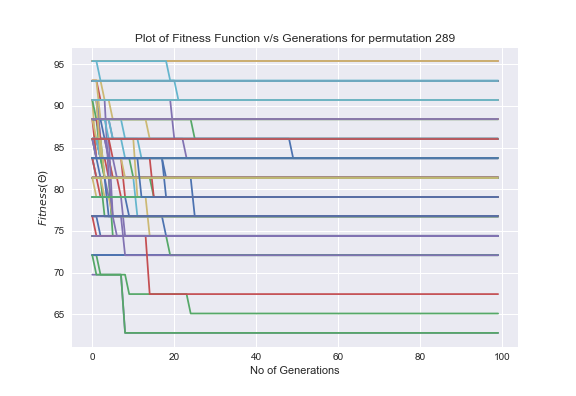 Plot of Fitness Function v/s Generations for permutation 289
95
90
85
80
75
70
65
Fitness(Θ)
0 20 40 60 80 100
No of Generations